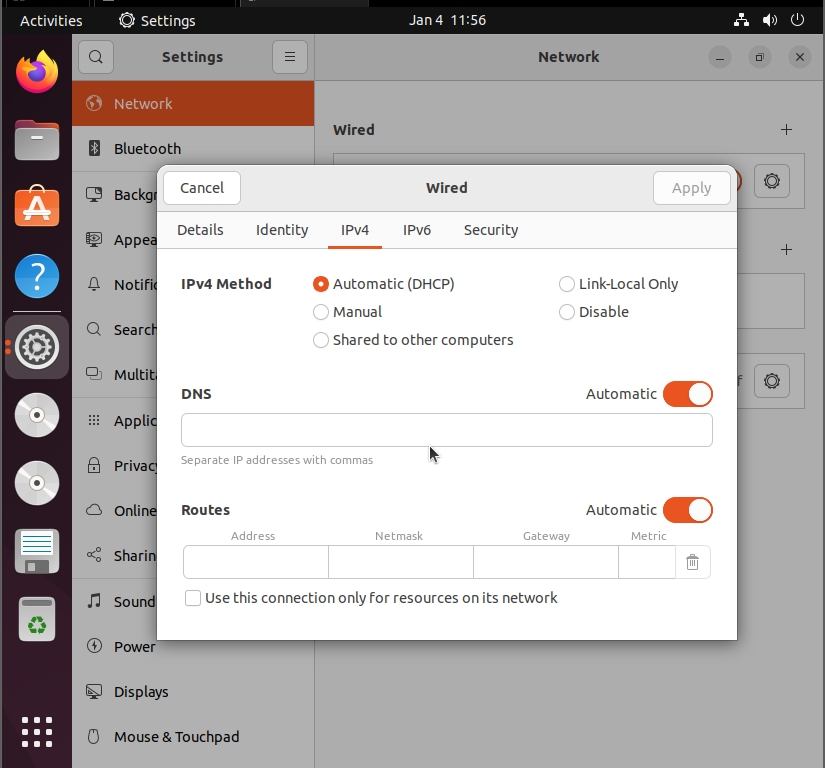 Activities Settings Jan 4 11:56
Settings Network
Network
Wired
Bluetooth
Cancel Wired Apply
Details Identity IPv4 IPv6 Security
IPv4 Method Automatic (DHCP) Link-Local Only
Manual Disable
Shared to other computers
DNS Automatic
Separate IP addresses with commas
Routes Automatic
Address Netmask Gateway Metric
Use this connection only for resources on its network
Backgr
Appea
Notific
Search
Multita
Applic
Privacy
Online
Sharin
Sound
Power
Displays
Mouse & Touchpad